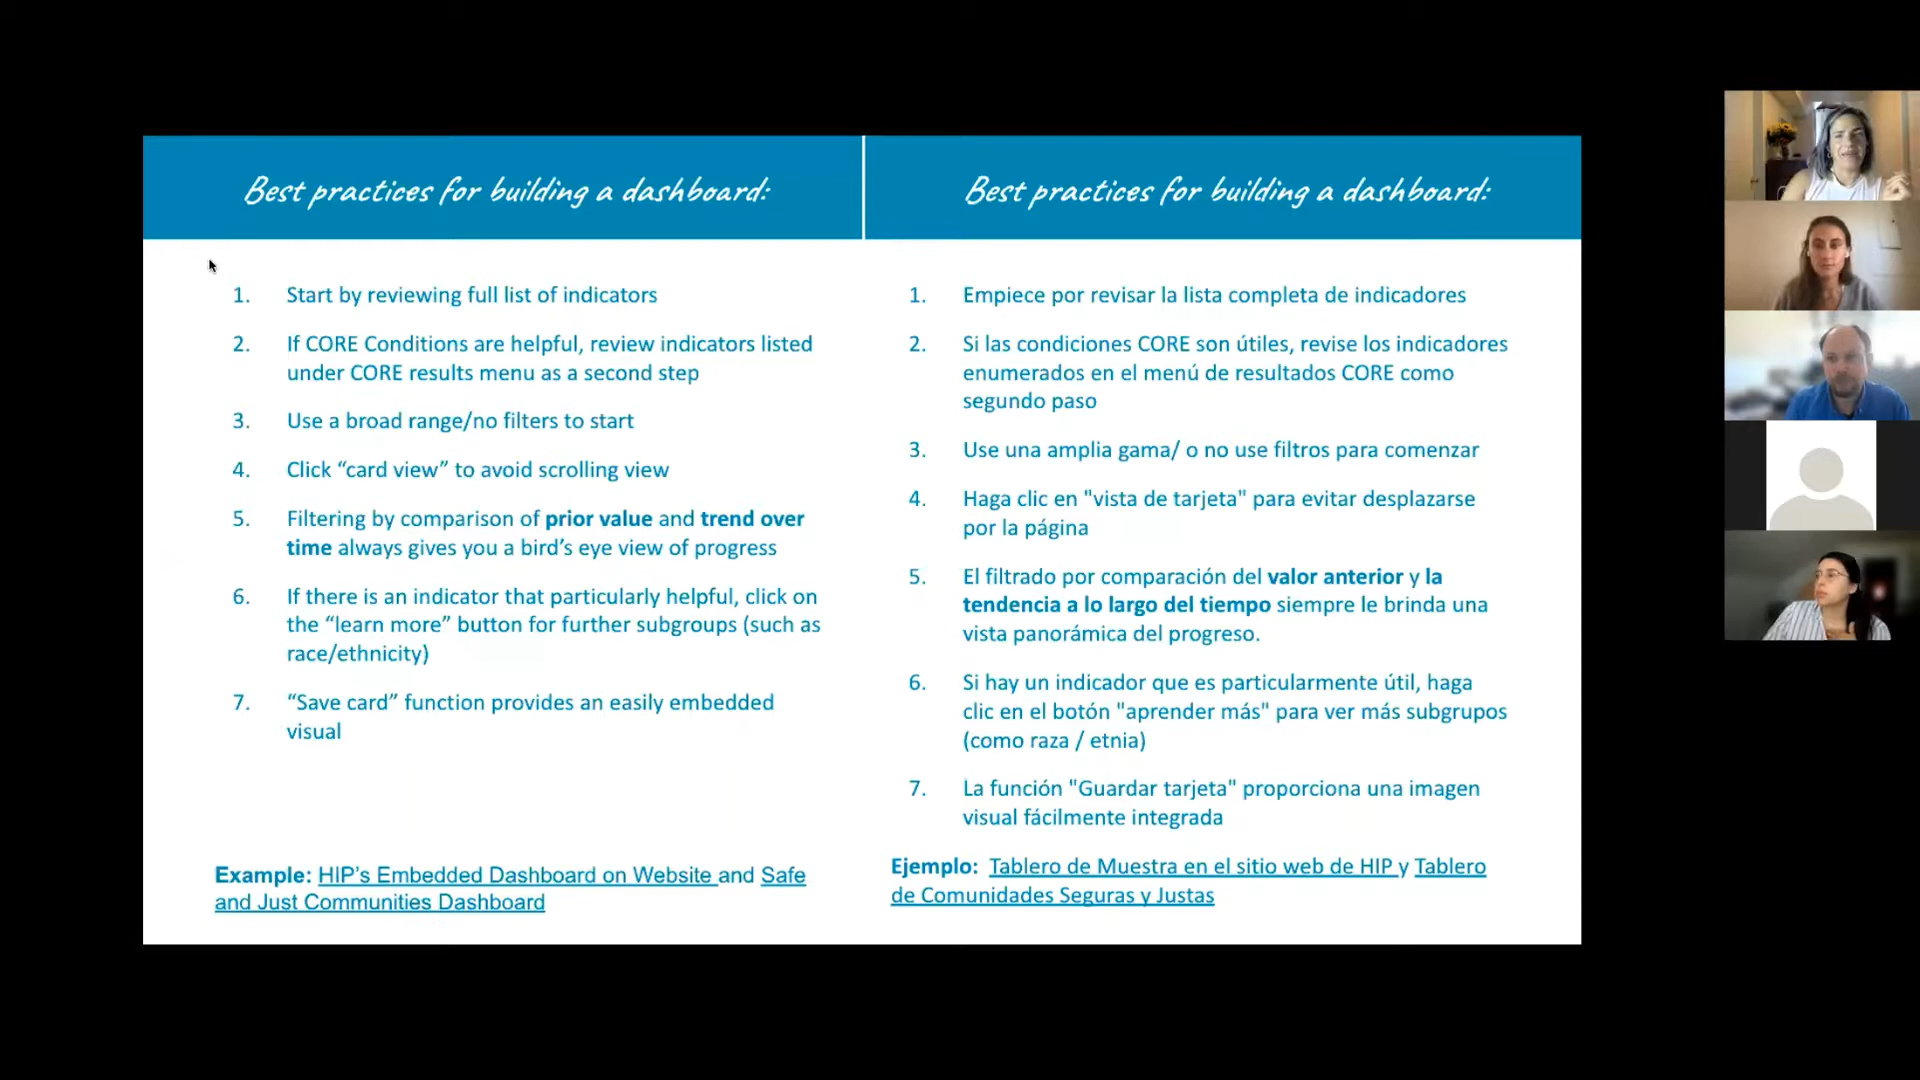 Best practices for building a dashboard:
1. Start by reviewing full list of indicators
2. If CORE Conditions are helpful, review indicators listed
under CORE results menu as a second step
3. Use a broad range/no filters to start
4. Click “card view” to avoid scrolling view
5. Filtering by comparison of prior value and trend over
time always gives you a bird’s eye view of progress
6. If there is an indicator that particularly helpful, click on
the “learn more” button for further subgroups (such as
race/ethnicity)
7. “Save card” function provides an easily embedded
visual
Example: HIP’s Embedded Dashboard on Website and Safe
and Just Communities Dashboard
Best practices for building a dashboard:
1. Empiece por revisar la lista completa de indicadores
2. Si las condiciones CORE son útiles, revise los indicadores
enumerados en el menú de resultados CORE como
segundo paso
3. Use una amplia gama/ o no use filtros para comenzar
4. Haga clic en "vista de tarjeta" para evitar desplazarse
por la página
5. El filtrado por comparación del valor anterior y la
tendencia a lo largo del tiempo siempre le brinda una
vista panorámica del progreso.
6. Si hay un indicador que es particularmente útil, haga
clic en el botón "aprender más" para ver más subgrupos
(como raza / etnia)
7. La función "Guardar tarjeta" proporciona una imagen
visual fácilmente integrada
Ejemplo: Tablero de Muestra en el sitio web de HIP y Tablero
de Comunidades Seguras y Justas